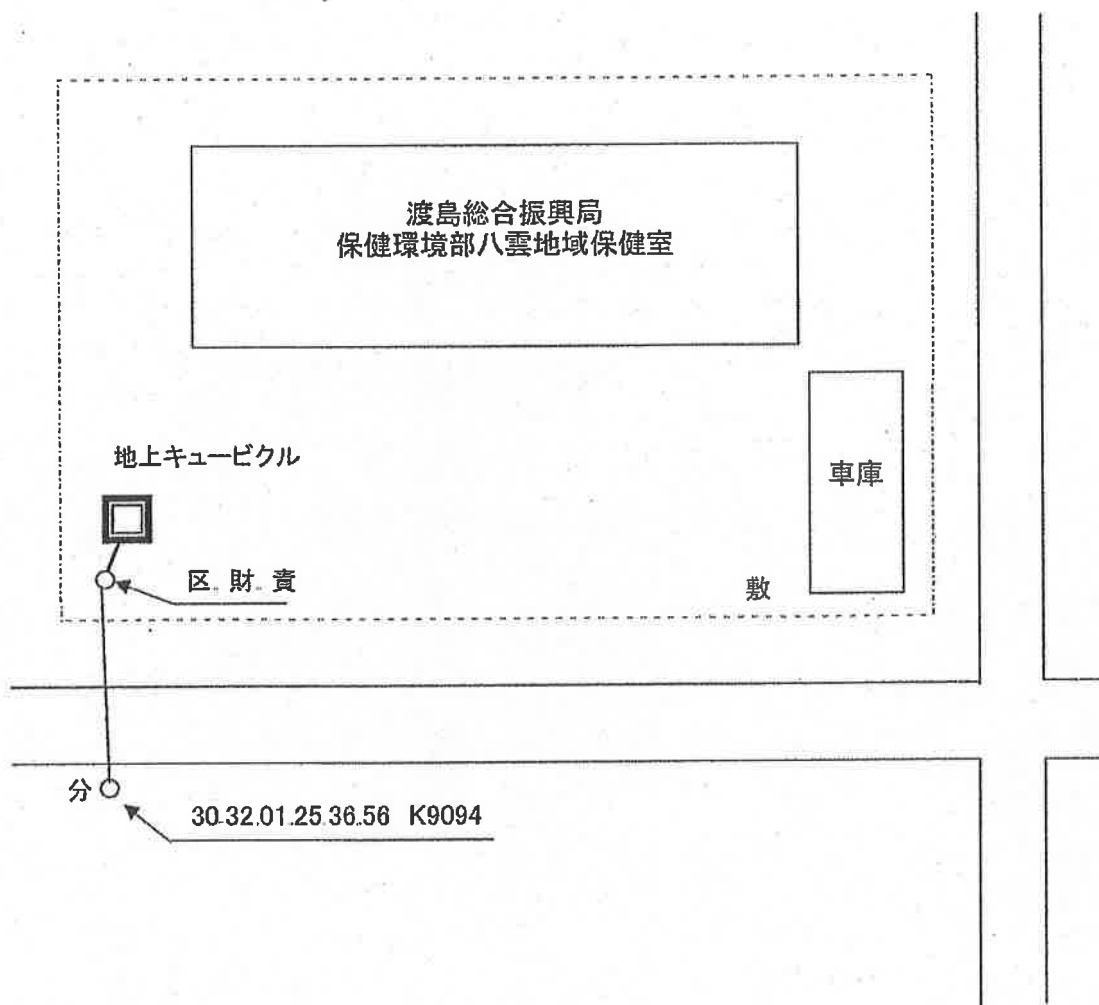 渡島総合振興局
保健環境部八雲地域保健室
地上キュービクル
車庫
区. 財. 責
敷
分
30.32.01.25.36.56 K9094